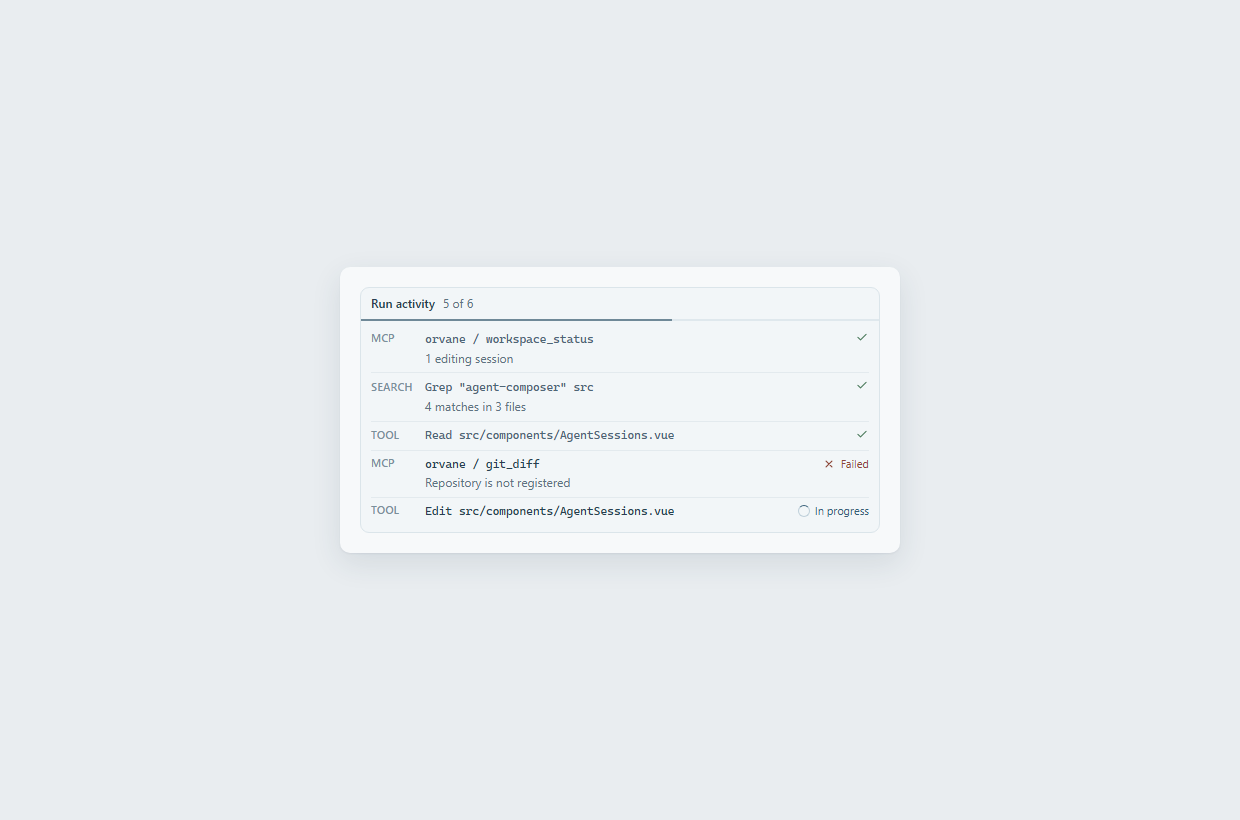 Run activity 5 of 6
MCP orvane / workspace_status
1 editing session
SEARCH Grep "agent-composer" src
4 matches in 3 files
TOOL Read src/components/AgentSessions.vue
MCP orvane / git_diff Failed
Repository is not registered
TOOL Edit src/components/AgentSessions.vue In progress